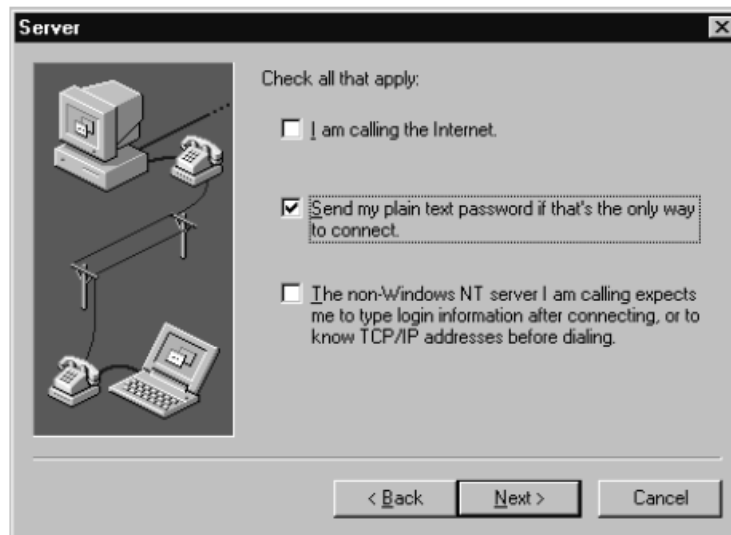 Server
Check all that apply:
I am calling the Internet.
Send my plain text password if that's the only way
to connect.
The non-Windows NT server I am calling expects
me to type login information after connecting, or to
know TCP/IP addresses before dialing.
< Back
Next >
Cancel